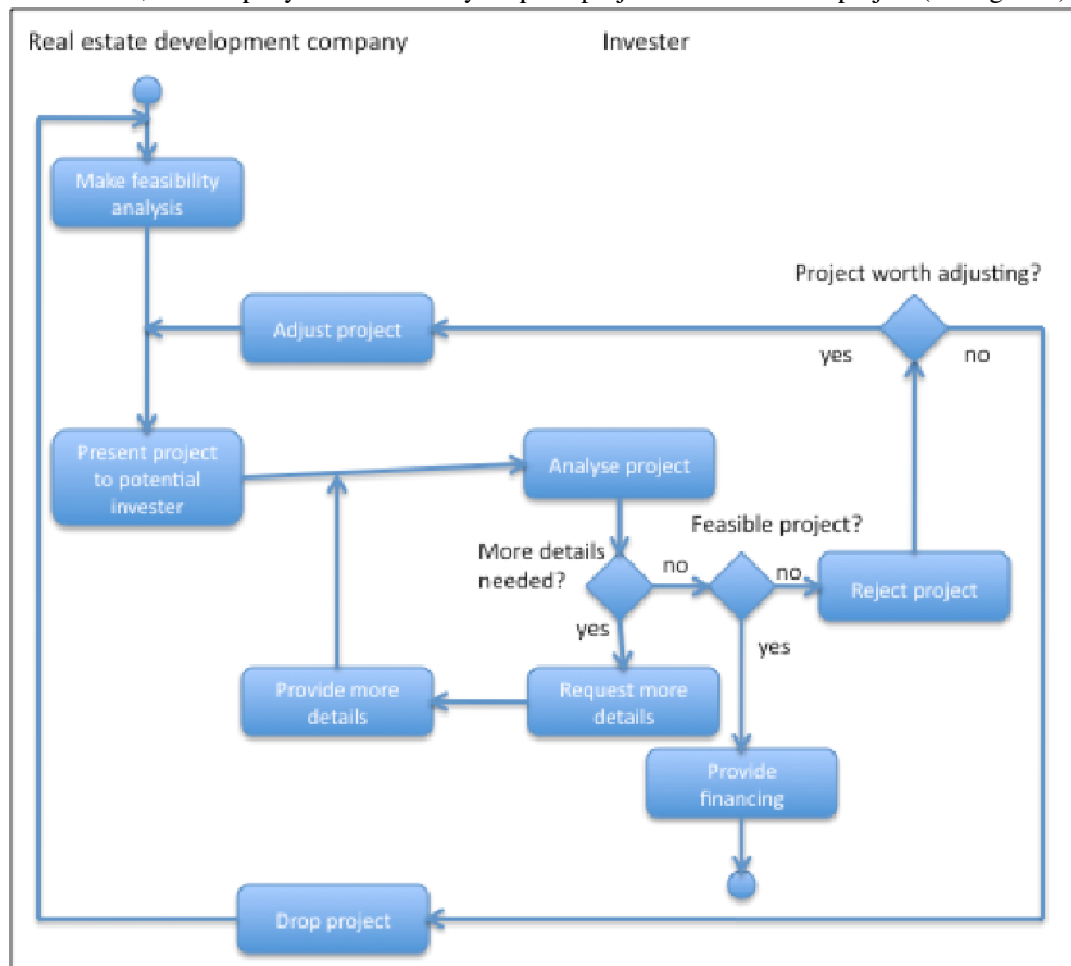 Real estate development company
Invester
Make feasibility
analysis
Project worth adjusting?
Adjust project
yes
no
Present project
to potential
invester
Analyse project
Feasible project?
More details
needed?
no
no
Reject project
yes
yes
Provide more
details
Request more
details
Provide
financing
Drop project